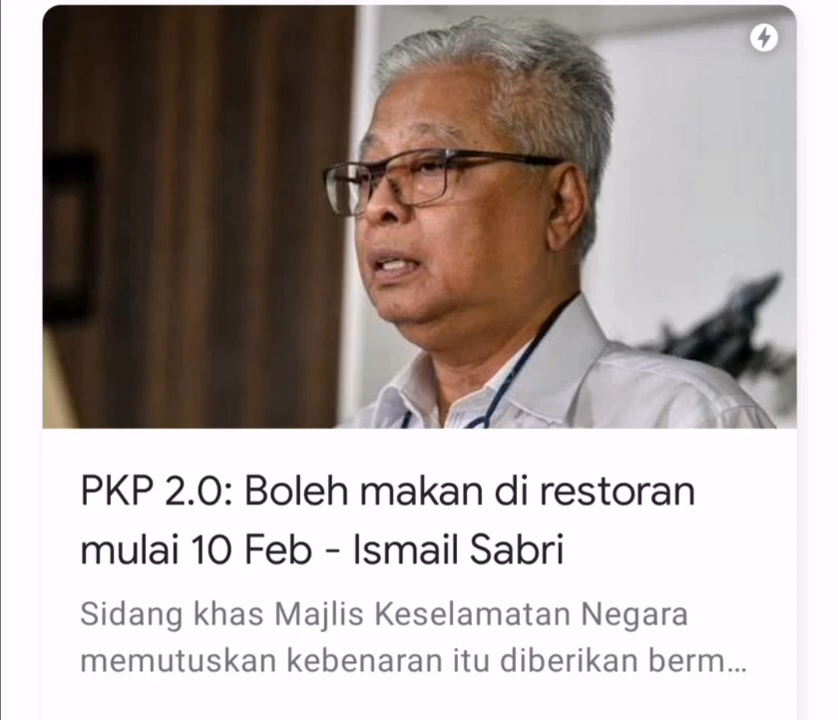 PKP 2.0: Boleh makan di restoran
mulai 10 Feb - Ismail Sabri
Sidang khas Majlis Keselamatan Negara
memutuskan kebenaran itu diberikan berm...